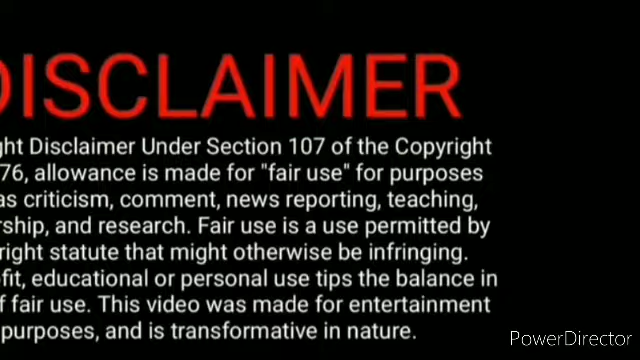 DISCLAIMER
ght Disclaimer Under Section 107 of the Copyright
76, allowance is made for "fair use" for purposes
as criticism, comment, news reporting, teaching,
rship, and research. Fair use is a use permitted by
right statute that might otherwise be infringing.
fit, educational or personal use tips the balance in
f fair use. This video was made for entertainment
purposes, and is transformative in nature.
PowerDirector